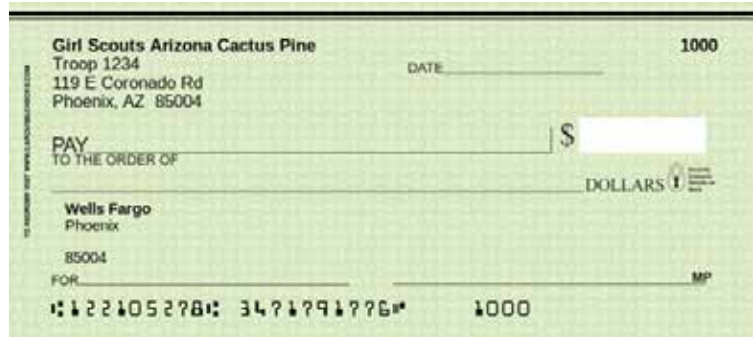 Girl Scouts Arizona Cactus Pine 1000
Troop 1234
119 E Coronado Rd
Phoenix, AZ 85004
DATE
PAY
TO THE ORDER OF
$
DOLLARS
Wells Fargo
Phoenix
85004
FOR
MP
⑆122105278⑆ 3471791776⑈ 1000